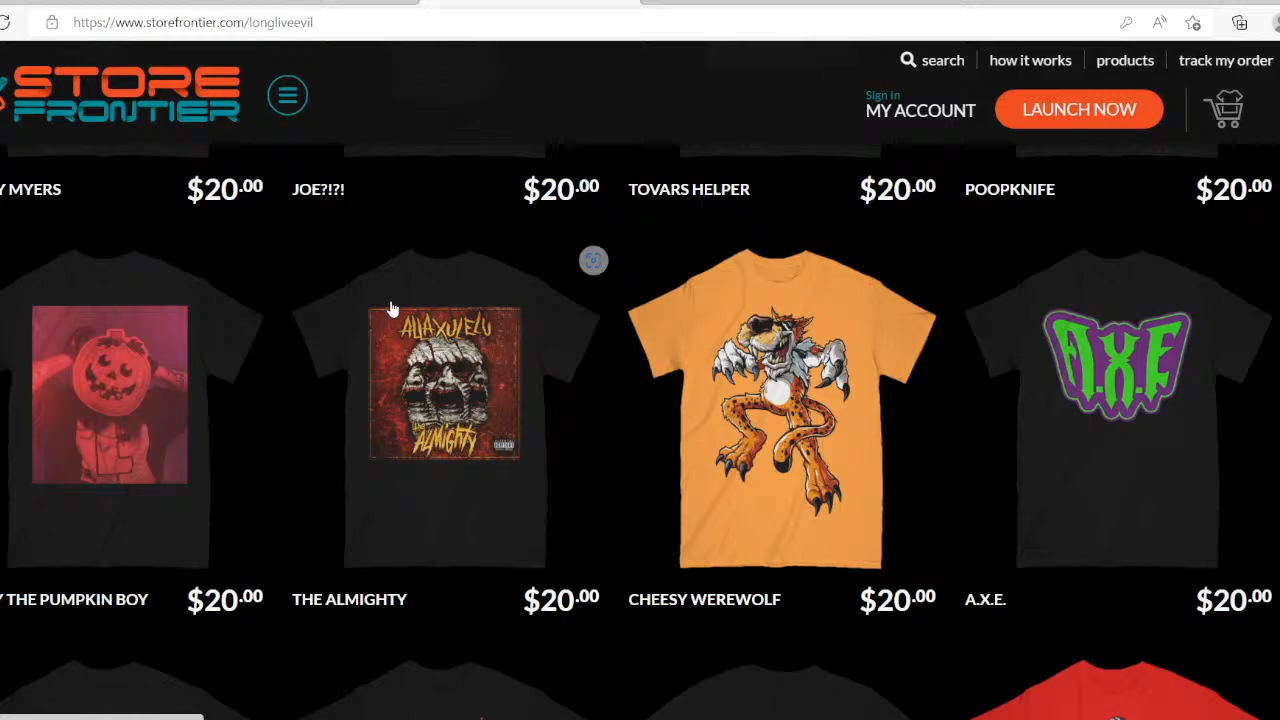 https://www.storefrontier.com/longliveevil
search
how it works
products
track my order
STORE
FRONTIER
Sign in
MY ACCOUNT
LAUNCH NOW
Y MYERS
$20.00
JOE?!?!
$20.00
TOVARS HELPER
$20.00
POOPKNIFE
$20.00
ALLAXULELU
THE
ALMIGHTY
A.X.E
Y THE PUMPKIN BOY
$20.00
THE ALMIGHTY
$20.00
CHEESY WEREWOLF
$20.00
A.X.E.
$20.00